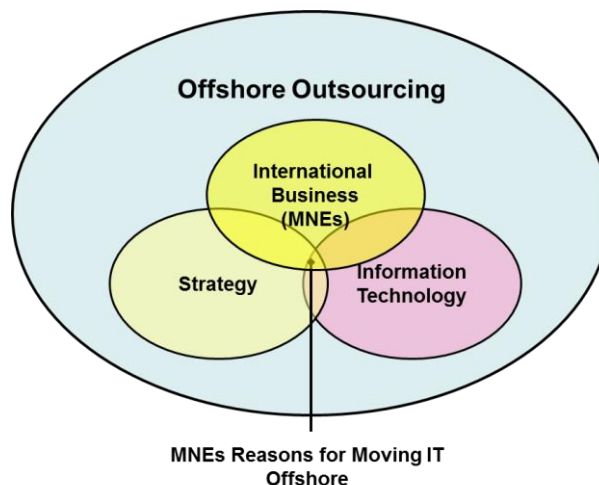 Offshore Outsourcing
International
Business
(MNEs)
Strategy
Information
Technology
MNEs Reasons for Moving IT
Offshore